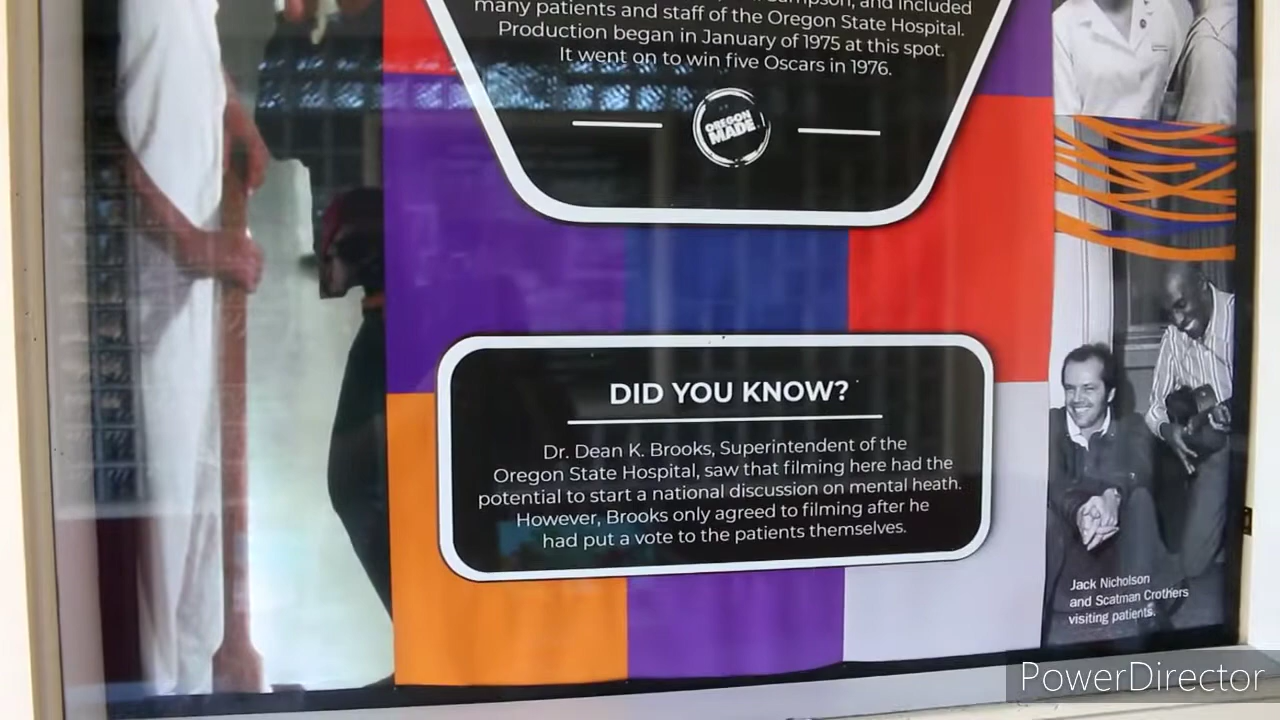 Sampson, and included
many patients and staff of the Oregon State Hospital.
Production began in January of 1975 at this spot.
It went on to win five Oscars in 1976.
OREGON
MADE
DID YOU KNOW?
Dr. Dean K. Brooks, Superintendent of the
Oregon State Hospital, saw that filming here had the
potential to start a national discussion on mental heath.
However, Brooks only agreed to filming after he
had put a vote to the patients themselves.
Jack Nicholson
and Scatman Crothers
visiting patients.
PowerDirector